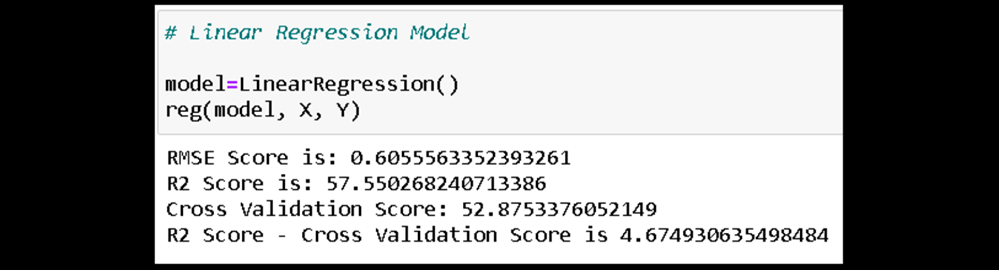 # Linear Regression Model
model=LinearRegression()
reg(model, X, Y)
RMSE Score is: 0.6055563352393261
R2 Score is: 57.550268240713386
Cross Validation Score: 52.8753376052149
R2 Score - Cross Validation Score is 4.674930635498484